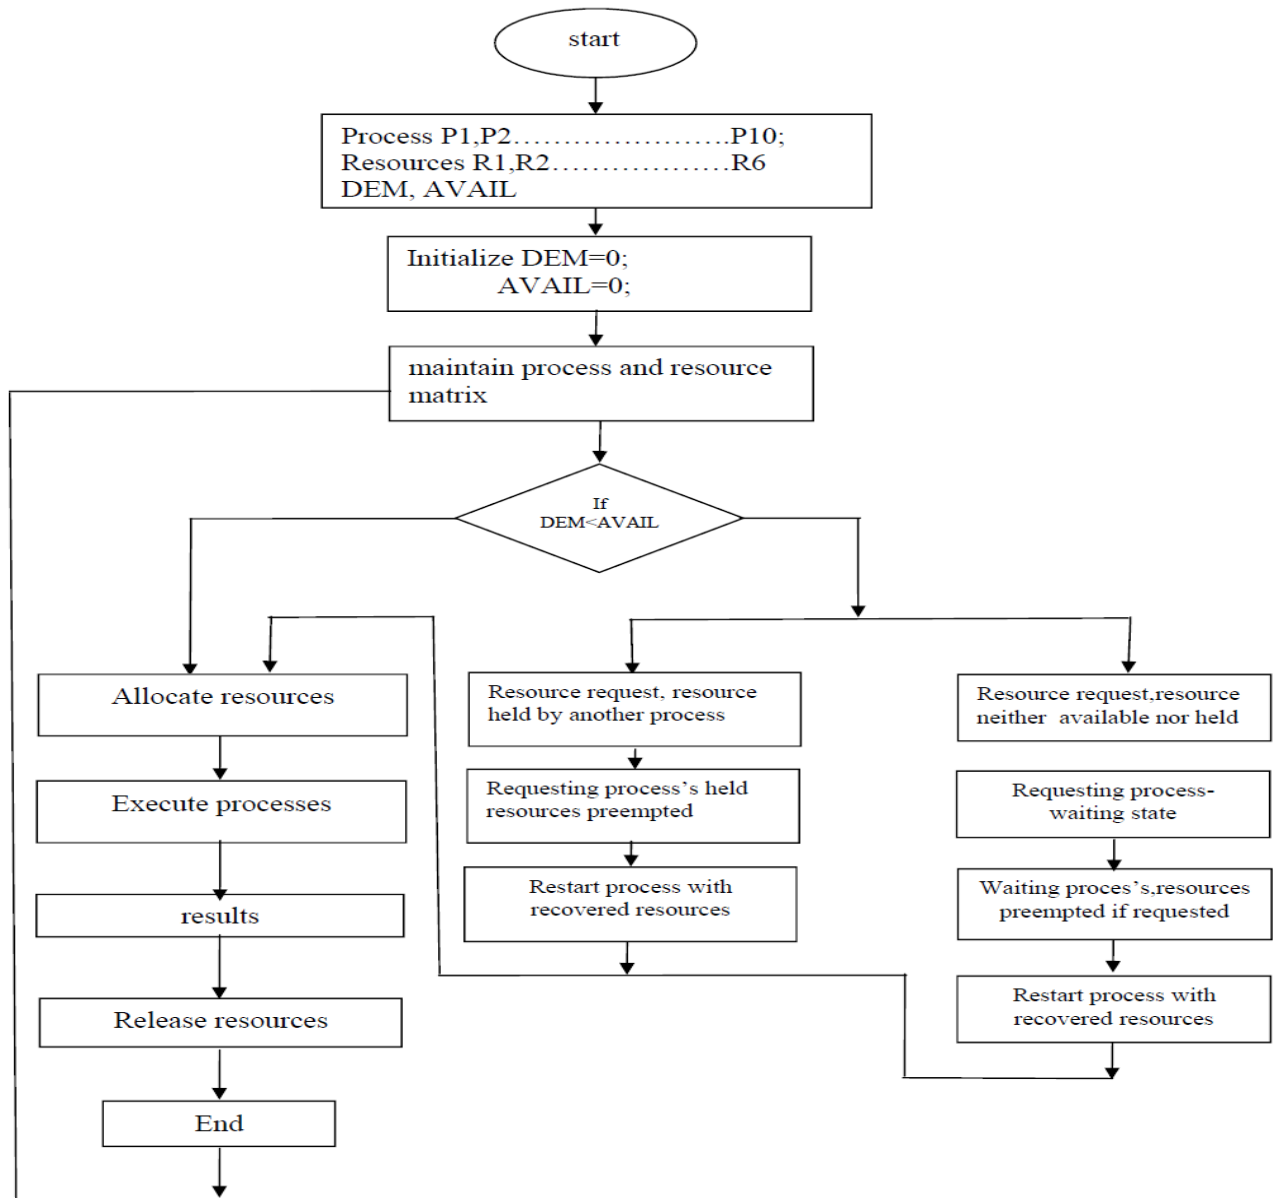 start
Process P1,P2.......................P10;
Resources R1,R2..................R6
DEM, AVAIL
Initialize DEM=0;
AVAIL=0;
maintain process and resource
matrix
If
DEM<AVAIL
Allocate resources
Execute processes
results
Release resources
End
Resource request, resource
held by another process
Requesting process’s held
resources preempted
Restart process with
recovered resources
Resource request,resource
neither available nor held
Requesting process-
waiting state
Waiting proces’s,resources
preempted if requested
Restart process with
recovered resources